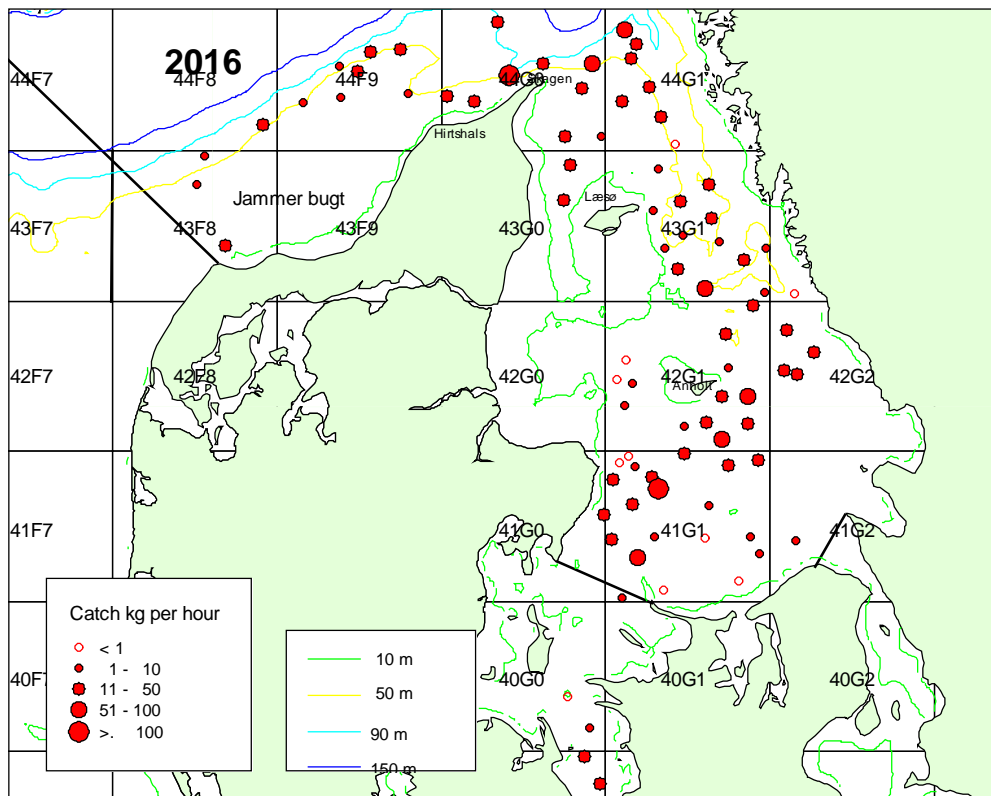 2016
44F7
44F8
44F9
44G0
Skagen
44G1
Hirtshals
Jammer bugt
Læsø
43F7
43F8
43F9
43G0
43G1
42F7
42F8
42G0
42G1
Anholt
42G2
41F7
41G0
41G1
41G2
Catch kg per hour
< 1
1 - 10
11 - 50
51 - 100
>. 100
10 m
50 m
90 m
150 m
40F7
40G0
40G1
40G2